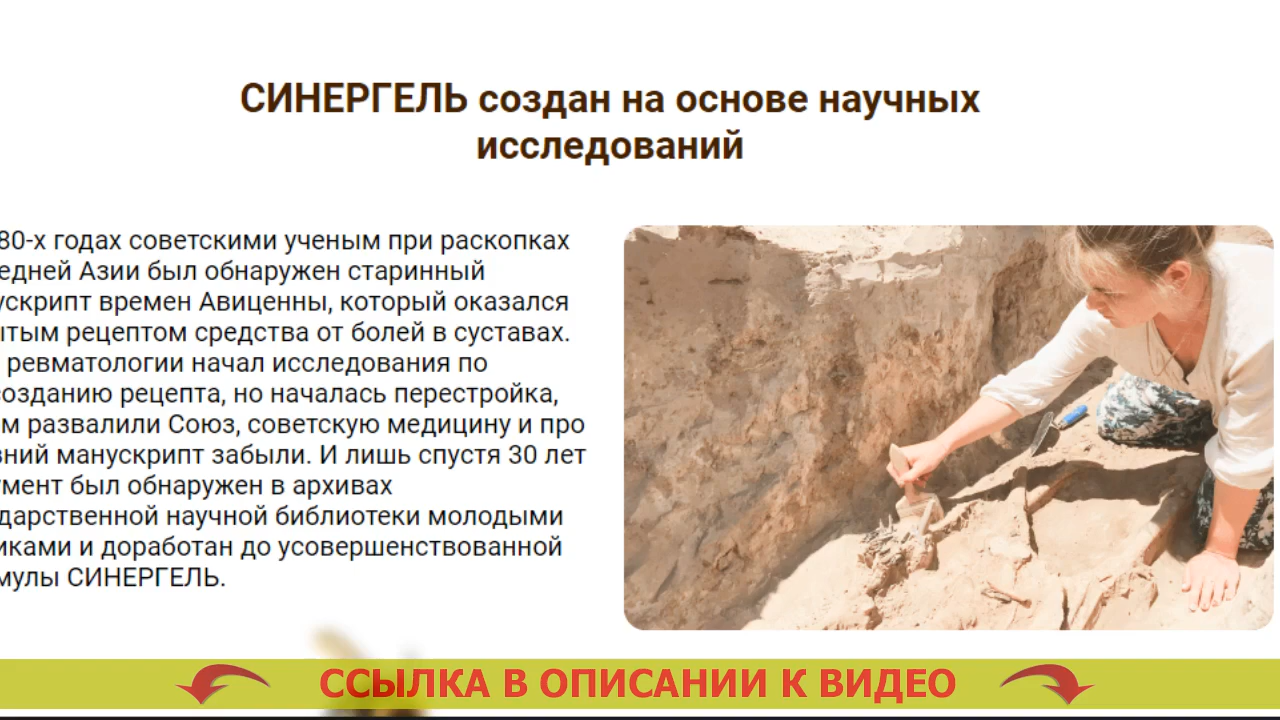 СИНЕРГЕЛЬ создан на основе научных
исследований
80-х годах советскими ученым при раскопках
едней Азии был обнаружен старинный
ускрипт времен Авиценны, который оказался
ытым рецептом средства от болей в суставах.
ревматологии начал исследования по
созданию рецепта, но началась перестройка,
м развалили Союз, советскую медицину и про
вний манускрипт забыли. И лишь спустя 30 лет
умент был обнаружен в архивах
дарственной научной библиотеки молодыми
иками и доработан до усовершенствованной
мулы СИНЕРГЕЛЬ.
ССЫЛКА В ОПИСАНИИ К ВИДЕО